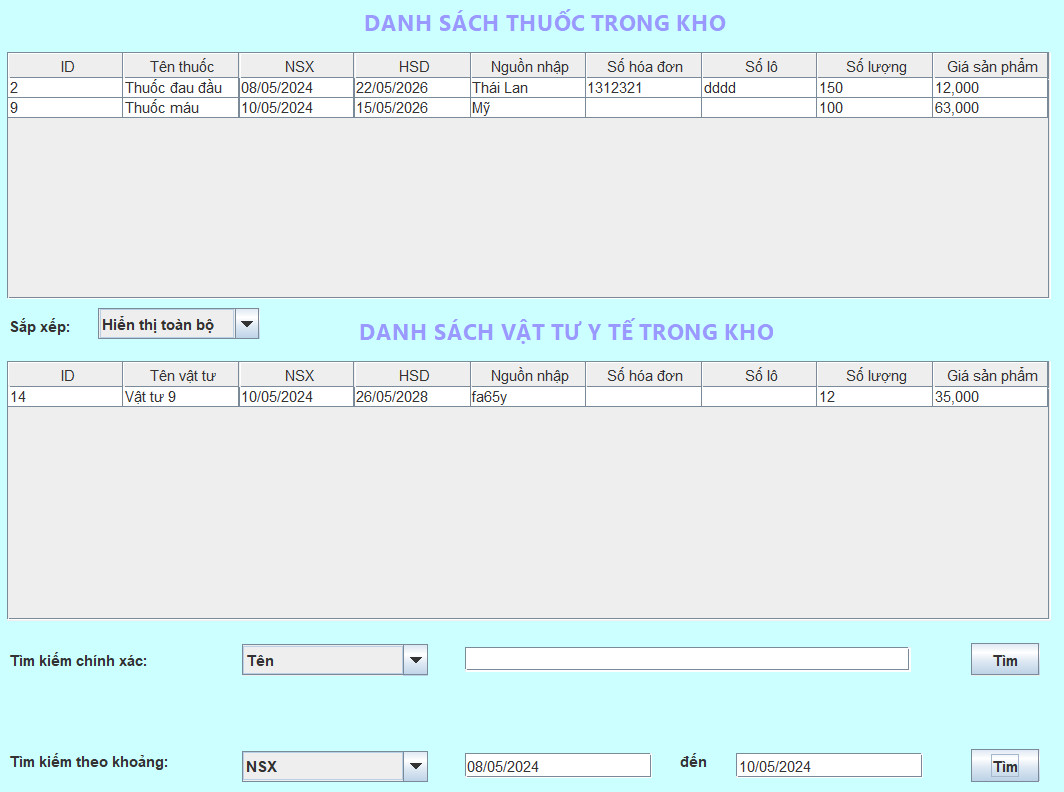 DANH SÁCH THUỐC TRONG KHO
ID Tên thuốc NSX HSD Nguồn nhập Số hóa đơn Số lô Số lượng Giá sản phẩm
2 Thuốc đau đầu 08/05/2024 22/05/2026 Thái Lan 1312321 dddd 150 12,000
9 Thuốc máu 10/05/2024 15/05/2026 Mỹ 100 63,000
Sắp xếp: Hiển thị toàn bộ
DANH SÁCH VẬT TƯ Y TẾ TRONG KHO
ID Tên vật tư NSX HSD Nguồn nhập Số hóa đơn Số lô Số lượng Giá sản phẩm
14 Vật tư 9 10/05/2024 26/05/2028 fa65y 12 35,000
Tìm kiếm chính xác: Tên Tìm
Tìm kiếm theo khoảng: NSX 08/05/2024 đến 10/05/2024 Tìm